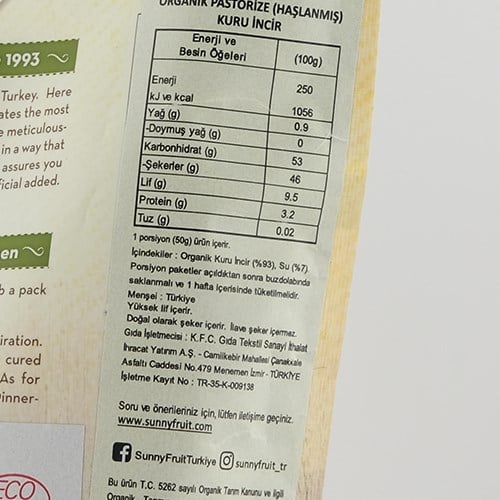 ORGANİK PASTÖRİZE (HAŞLANMIŞ)
KURU İNCİR
Enerji ve
Besin Öğeleri
(100g)
Enerji
kJ ve kcal
250
1056
Yağ (g) 0.9
-Doymuş yağ (g) 0
Karbonhidrat (g) 53
-Şekerler (g) 46
Lif (g) 9.5
Protein (g) 3.2
Tuz (g) 0.02
1 porsiyon (50g) ürün içerir.
İçindekiler : Organik Kuru İncir (%93), Su (%7).
Porsiyon paketler açıldıktan sonra buzdolabında
saklanmalı ve 1 hafta içerisinde tüketilmelidir.
Menşei : Türkiye
Yüksek lif içerir.
Doğal olarak şeker içerir. İlave şeker içermez.
Gıda İşletmecisi : K.F.C. Gıda Tekstil Sanayi İthalat
İhracat Yatırım A.Ş. - Camiikebir Mahallesi Çanakkale
Asfaltı Caddesi No.479 Menemen İzmir - TÜRKİYE
İşletme Kayıt No : TR-35-K-009138
Soru ve önerileriniz için, lütfen iletişime geçiniz.
www.sunnyfruit.com
SunnyFruitTurkiye sunnyfruit_tr
Bu ürün T.C. 5262 sayılı Organik Tarım Kanunu ve ilgili
Organik Tarım
1993
Turkey. Here
ates the most
e meticulous-
in a way that
assures you
ficial added.
en
b a pack
iration.
cured
As for
Dinner-
ECO